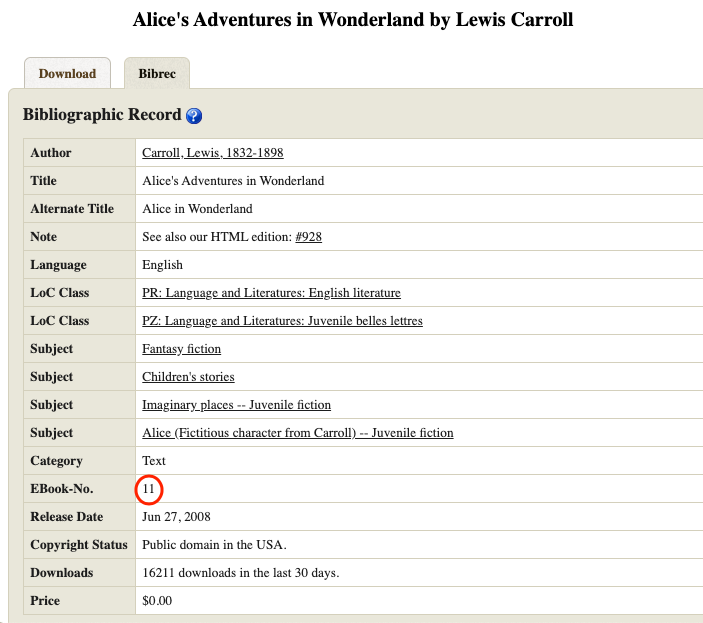 Alice's Adventures in Wonderland by Lewis Carroll
Download Bibrec
Bibliographic Record ?
Author Carroll, Lewis, 1832-1898
Title Alice's Adventures in Wonderland
Alternate Title Alice in Wonderland
Note See also our HTML edition: #928
Language English
LoC Class PR: Language and Literatures: English literature
LoC Class PZ: Language and Literatures: Juvenile belles lettres
Subject Fantasy fiction
Subject Children's stories
Subject Imaginary places -- Juvenile fiction
Subject Alice (Fictitious character from Carroll) -- Juvenile fiction
Category Text
EBook-No. 11
Release Date Jun 27, 2008
Copyright Status Public domain in the USA.
Downloads 16211 downloads in the last 30 days.
Price $0.00